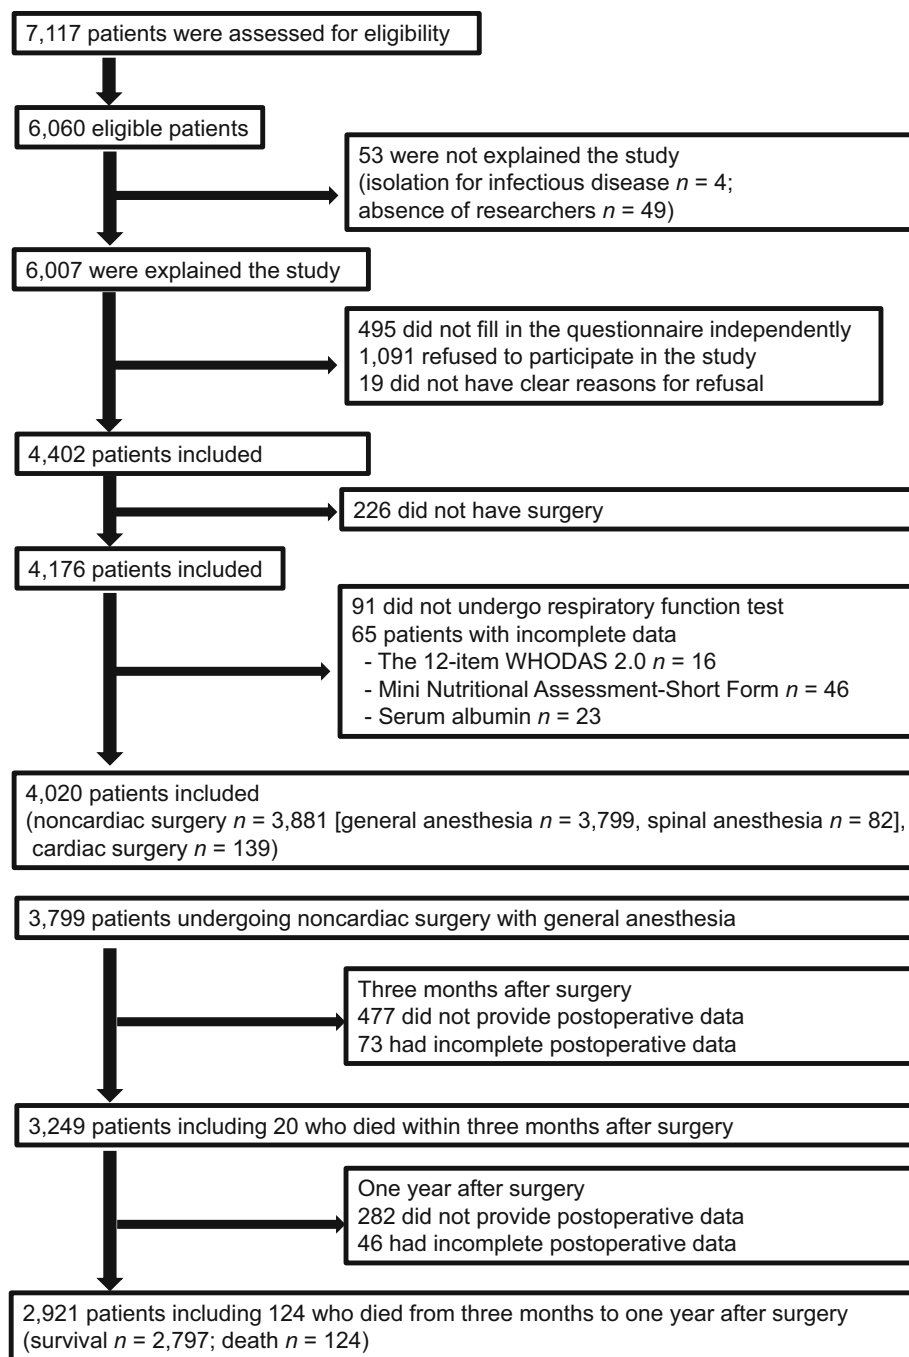 7,117 patients were assessed for eligibility
6,060 eligible patients
53 were not explained the study
(isolation for infectious disease n = 4;
absence of researchers n = 49)
6,007 were explained the study
495 did not fill in the questionnaire independently
1,091 refused to participate in the study
19 did not have clear reasons for refusal
4,402 patients included
226 did not have surgery
4,176 patients included
91 did not undergo respiratory function test
65 patients with incomplete data
- The 12-item WHODAS 2.0 n = 16
- Mini Nutritional Assessment-Short Form n = 46
- Serum albumin n = 23
4,020 patients included
(noncardiac surgery n = 3,881 [general anesthesia n = 3,799, spinal anesthesia n = 82],
cardiac surgery n = 139)
3,799 patients undergoing noncardiac surgery with general anesthesia
Three months after surgery
477 did not provide postoperative data
73 had incomplete postoperative data
3,249 patients including 20 who died within three months after surgery
One year after surgery
282 did not provide postoperative data
46 had incomplete postoperative data
2,921 patients including 124 who died from three months to one year after surgery
(survival n = 2,797; death n = 124)